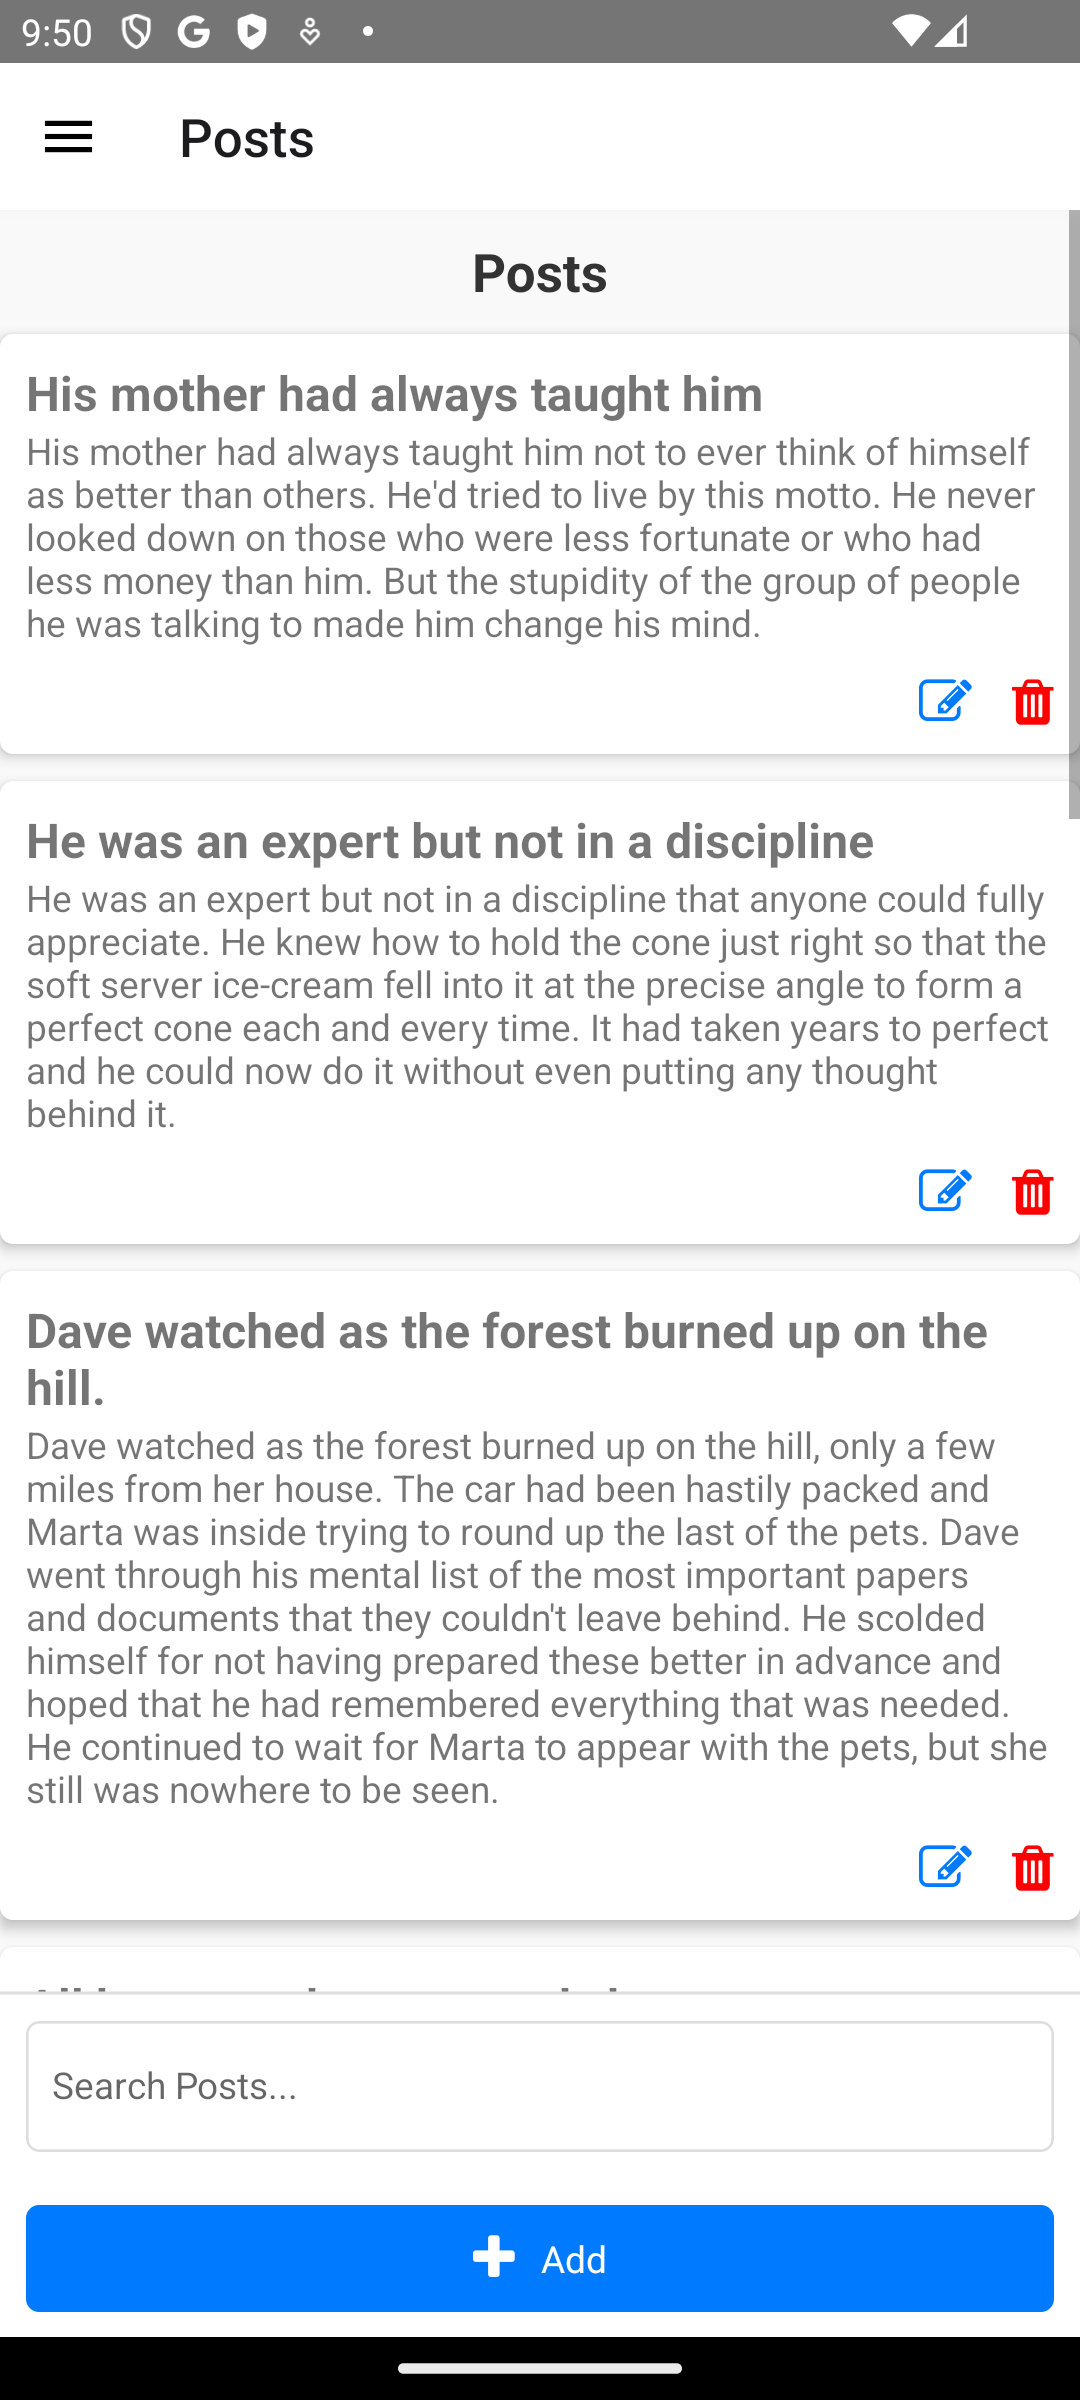 9:50
Posts
Posts
His mother had always taught him
His mother had always taught him not to ever think of himself
as better than others. He'd tried to live by this motto. He never
looked down on those who were less fortunate or who had
less money than him. But the stupidity of the group of people
he was talking to made him change his mind.
He was an expert but not in a discipline
He was an expert but not in a discipline that anyone could fully
appreciate. He knew how to hold the cone just right so that the
soft server ice-cream fell into it at the precise angle to form a
perfect cone each and every time. It had taken years to perfect
and he could now do it without even putting any thought
behind it.
Dave watched as the forest burned up on the
hill.
Dave watched as the forest burned up on the hill, only a few
miles from her house. The car had been hastily packed and
Marta was inside trying to round up the last of the pets. Dave
went through his mental list of the most important papers
and documents that they couldn't leave behind. He scolded
himself for not having prepared these better in advance and
hoped that he had remembered everything that was needed.
He continued to wait for Marta to appear with the pets, but she
still was nowhere to be seen.
Search Posts...
Add